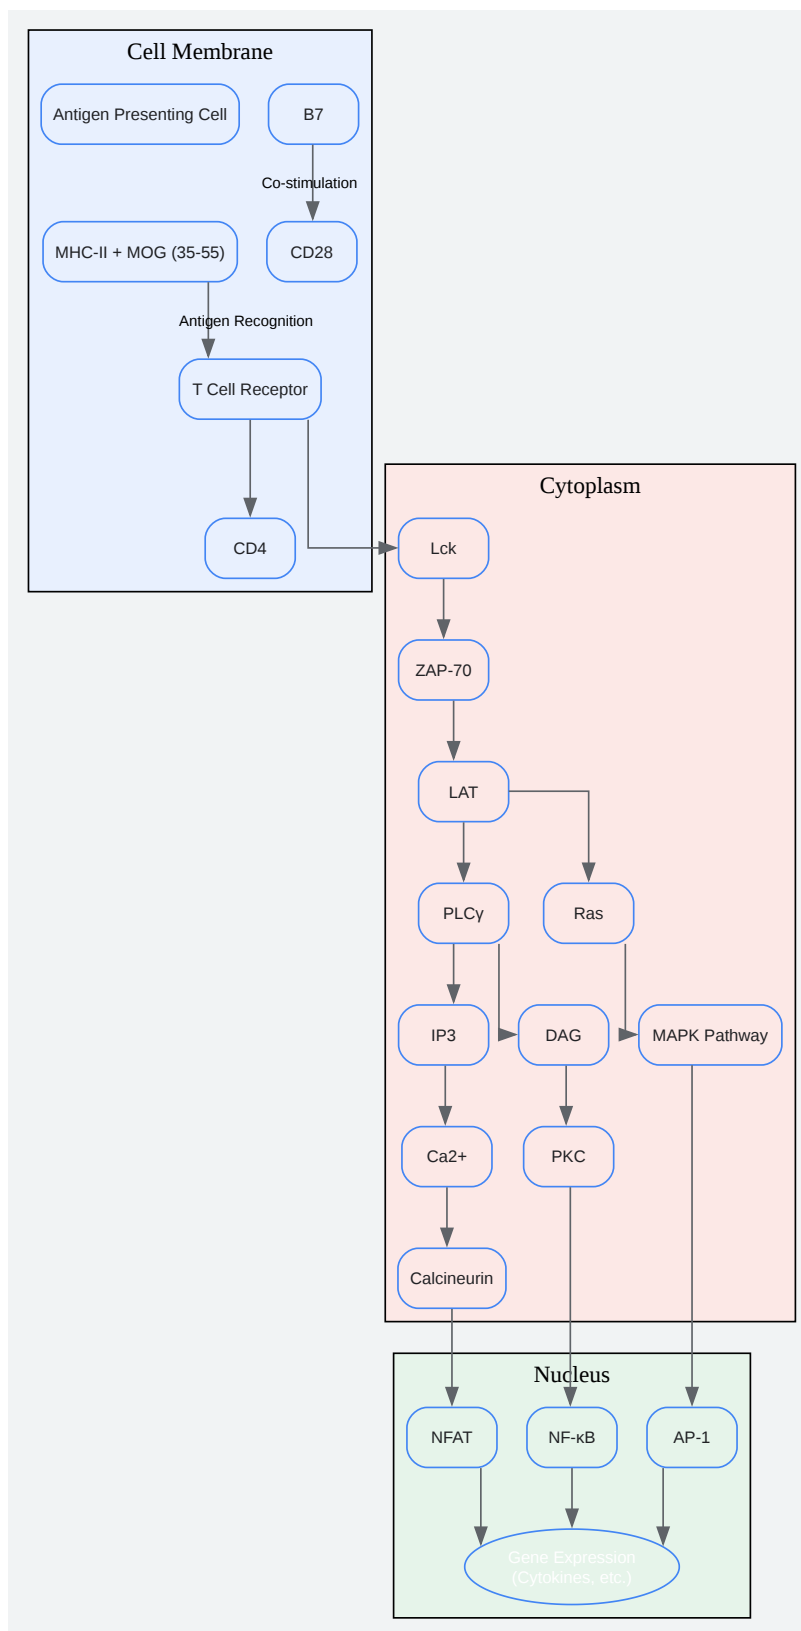 Cell Membrane
Antigen Presenting Cell
B7
Co-stimulation
MHC-II + MOG (35-55)
CD28
Antigen Recognition
T Cell Receptor
CD4
Cytoplasm
Lck
ZAP-70
LAT
PLCγ
Ras
IP3
DAG
MAPK Pathway
Ca2+
PKC
Calcineurin
Nucleus
NFAT
NF-κB
AP-1
Gene Expression
(Cytokines, etc.)